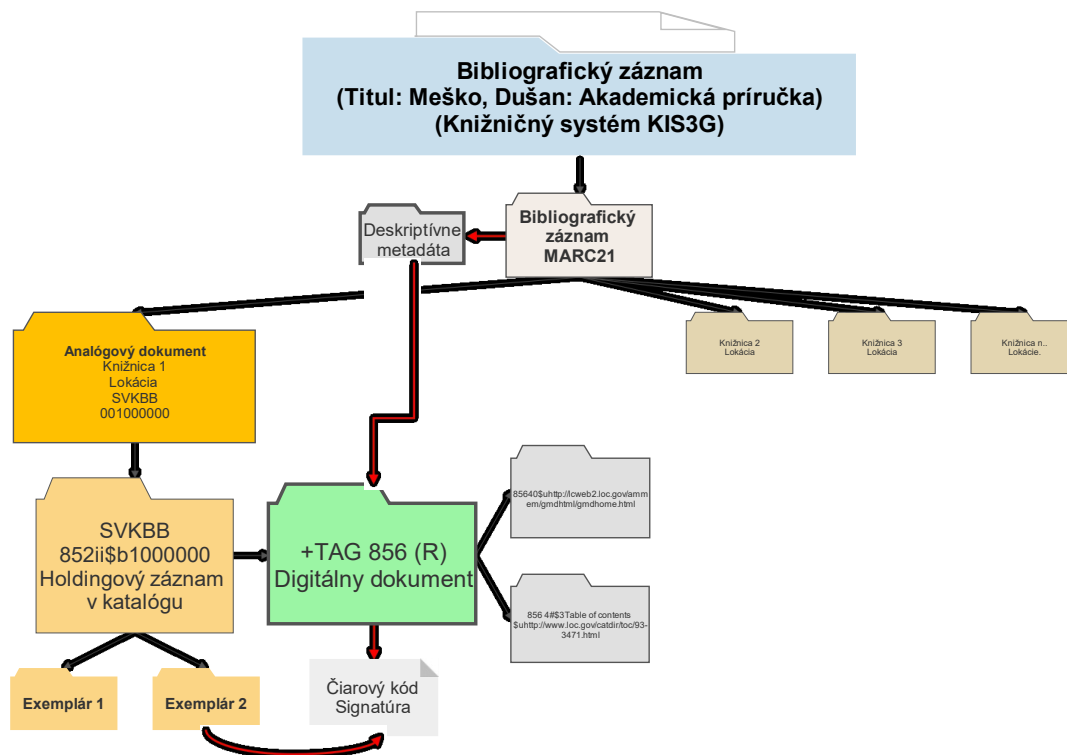 Bibliografický záznam
(Titul: Meško, Dušan: Akademická príručka)
(Knižničný systém KIS3G)
Bibliografický
záznam
MARC21
Deskriptívne
metadáta
Analógový dokument
Knižnica 1
Lokácia
SVKBB
001000000
Knižnica 2
Lokácia
Knižnica 3
Lokácia
Knižnica n..
Lokácie.
SVKBB
852ii$b1000000
Holdingový záznam
v katalógu
+TAG 856 (R)
Digitálny dokument
85640$uhttp://lcweb2.loc.gov/amm
em/gmdhtml/gmdhome.html
856 4#$3Table of contents
$uhttp://www.loc.gov/catdir/toc/93-
3471.html
Exemplár 1
Exemplár 2
Čiarový kód
Signatúra